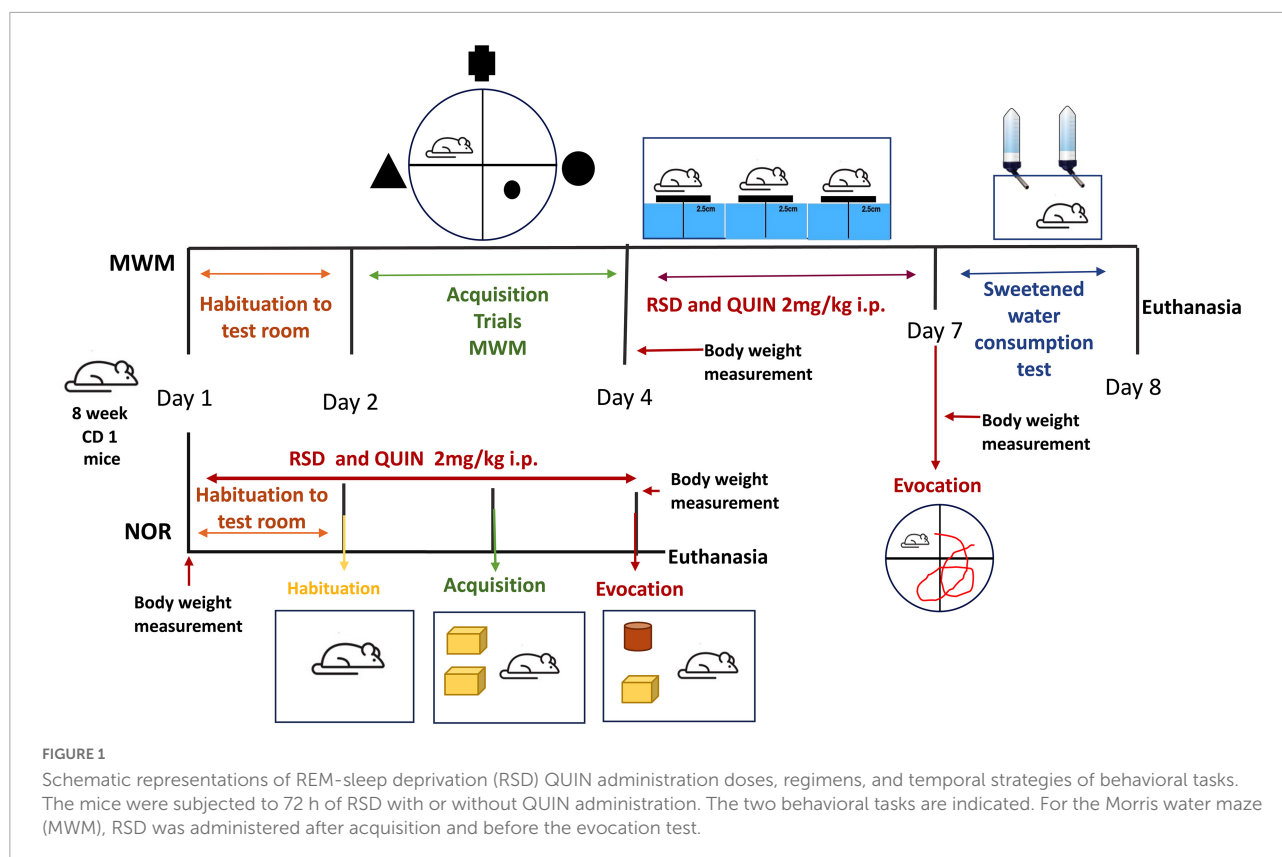 MWM
Habituation to
test room
Acquisition
Trials
MWM
2.5cm
2.5cm
2.5cm
RSD and QUIN 2mg/kg i.p.
Sweetened
water
consumption
test
Euthanasia
Body weight
measurement
8 week
CD 1
mice
Day 1
Day 2
Day 4
Day 7
Day 8
Body weight
measurement
RSD and QUIN 2mg/kg i.p.
Habituation to
test room
Body weight
measurement
NOR
Euthanasia
Body weight
measurement
Habituation
Acquisition
Evocation
Evocation
FIGURE 1
Schematic representations of REM-sleep deprivation (RSD) QUIN administration doses, regimens, and temporal strategies of behavioral tasks.
The mice were subjected to 72 h of RSD with or without QUIN administration. The two behavioral tasks are indicated. For the Morris water maze
(MWM), RSD was administered after acquisition and before the evocation test.